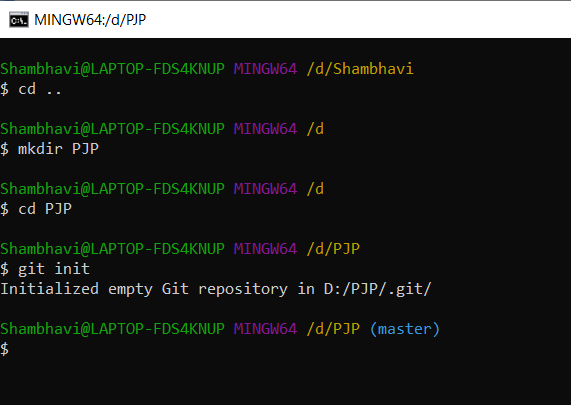 MINGW64:/d/PJP
Shambhavi@LAPTOP-FDS4KNUP MINGW64 /d/Shambhavi
$ cd ..
Shambhavi@LAPTOP-FDS4KNUP MINGW64 /d
$ mkdir PJP
Shambhavi@LAPTOP-FDS4KNUP MINGW64 /d
$ cd PJP
Shambhavi@LAPTOP-FDS4KNUP MINGW64 /d/PJP
$ git init
Initialized empty Git repository in D:/PJP/.git/
Shambhavi@LAPTOP-FDS4KNUP MINGW64 /d/PJP (master)
$